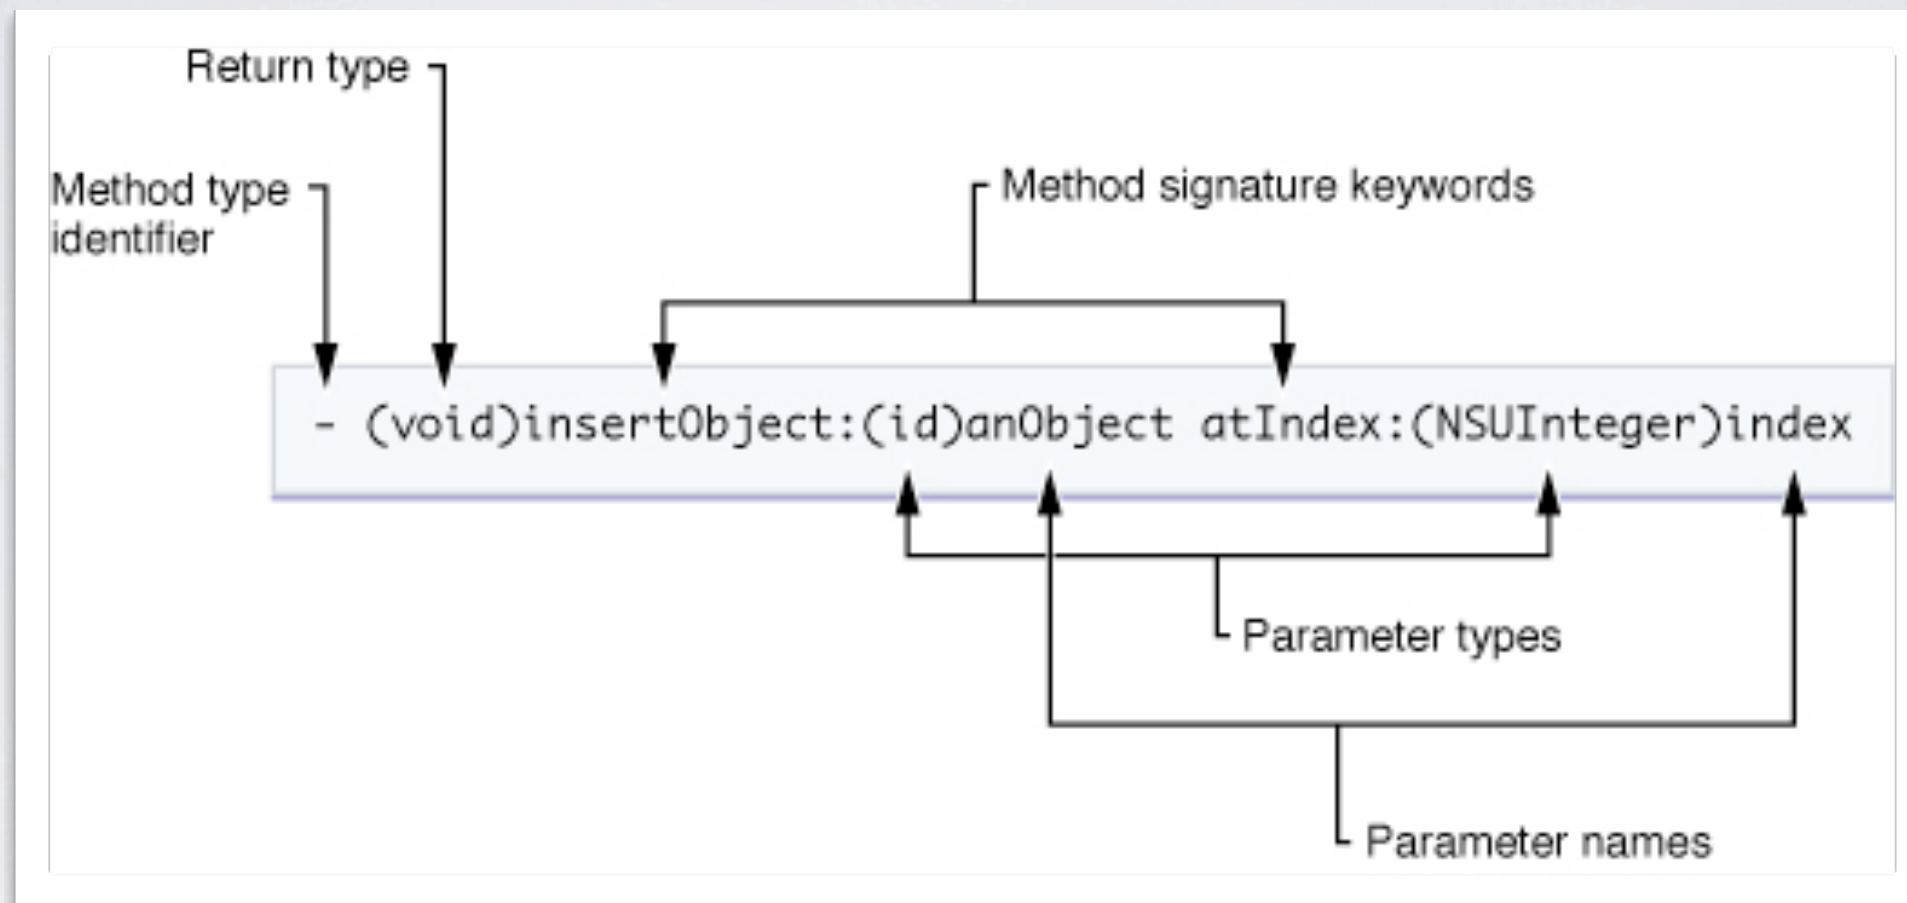 Return type
Method type
identifier
Method signature keywords
- (void)insertObject:(id)anObject atIndex:(NSUInteger)index
Parameter types
Parameter names